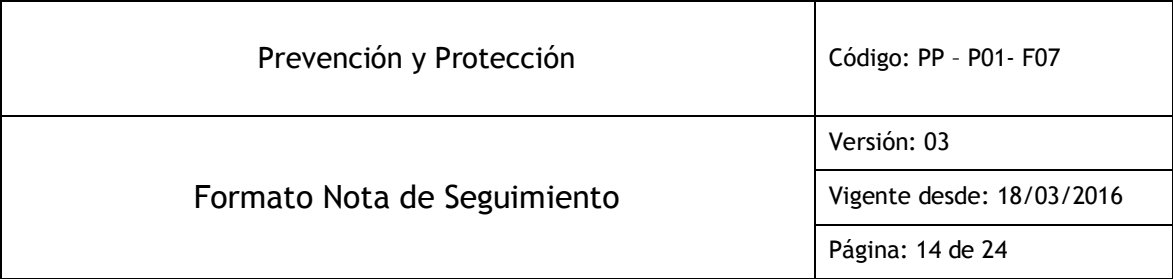 Prevención y Protección
Código: PP – P01- F07
Formato Nota de Seguimiento
Versión: 03
Vigente desde: 18/03/2016
Página: 14 de 24